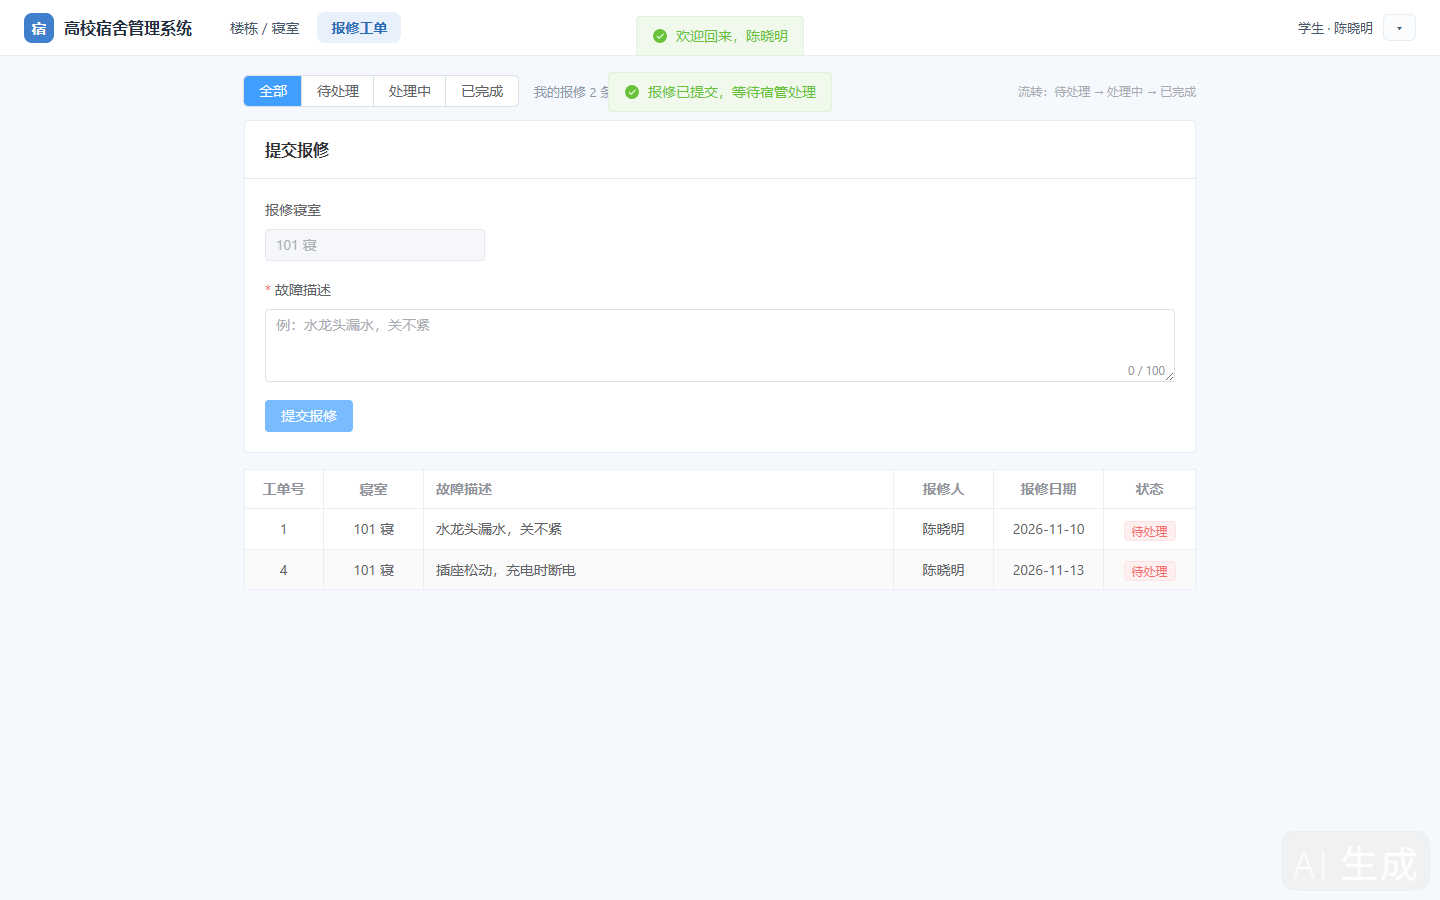 宿 高校宿舍管理系统 楼栋 / 寝室 报修工单 欢迎回来，陈晓明 学生 · 陈晓明
全部 待处理 处理中 已完成 我的报修 2 条 报修已提交，等待宿管处理 流转：待处理 → 处理中 → 已完成
提交报修
报修寝室
101 寝
* 故障描述
例：水龙头漏水，关不紧
0 / 100
提交报修
工单号 寝室 故障描述 报修人 报修日期 状态
1 101 寝 水龙头漏水，关不紧 陈晓明 2026-11-10 待处理
4 101 寝 插座松动，充电时断电 陈晓明 2026-11-13 待处理
AI 生成